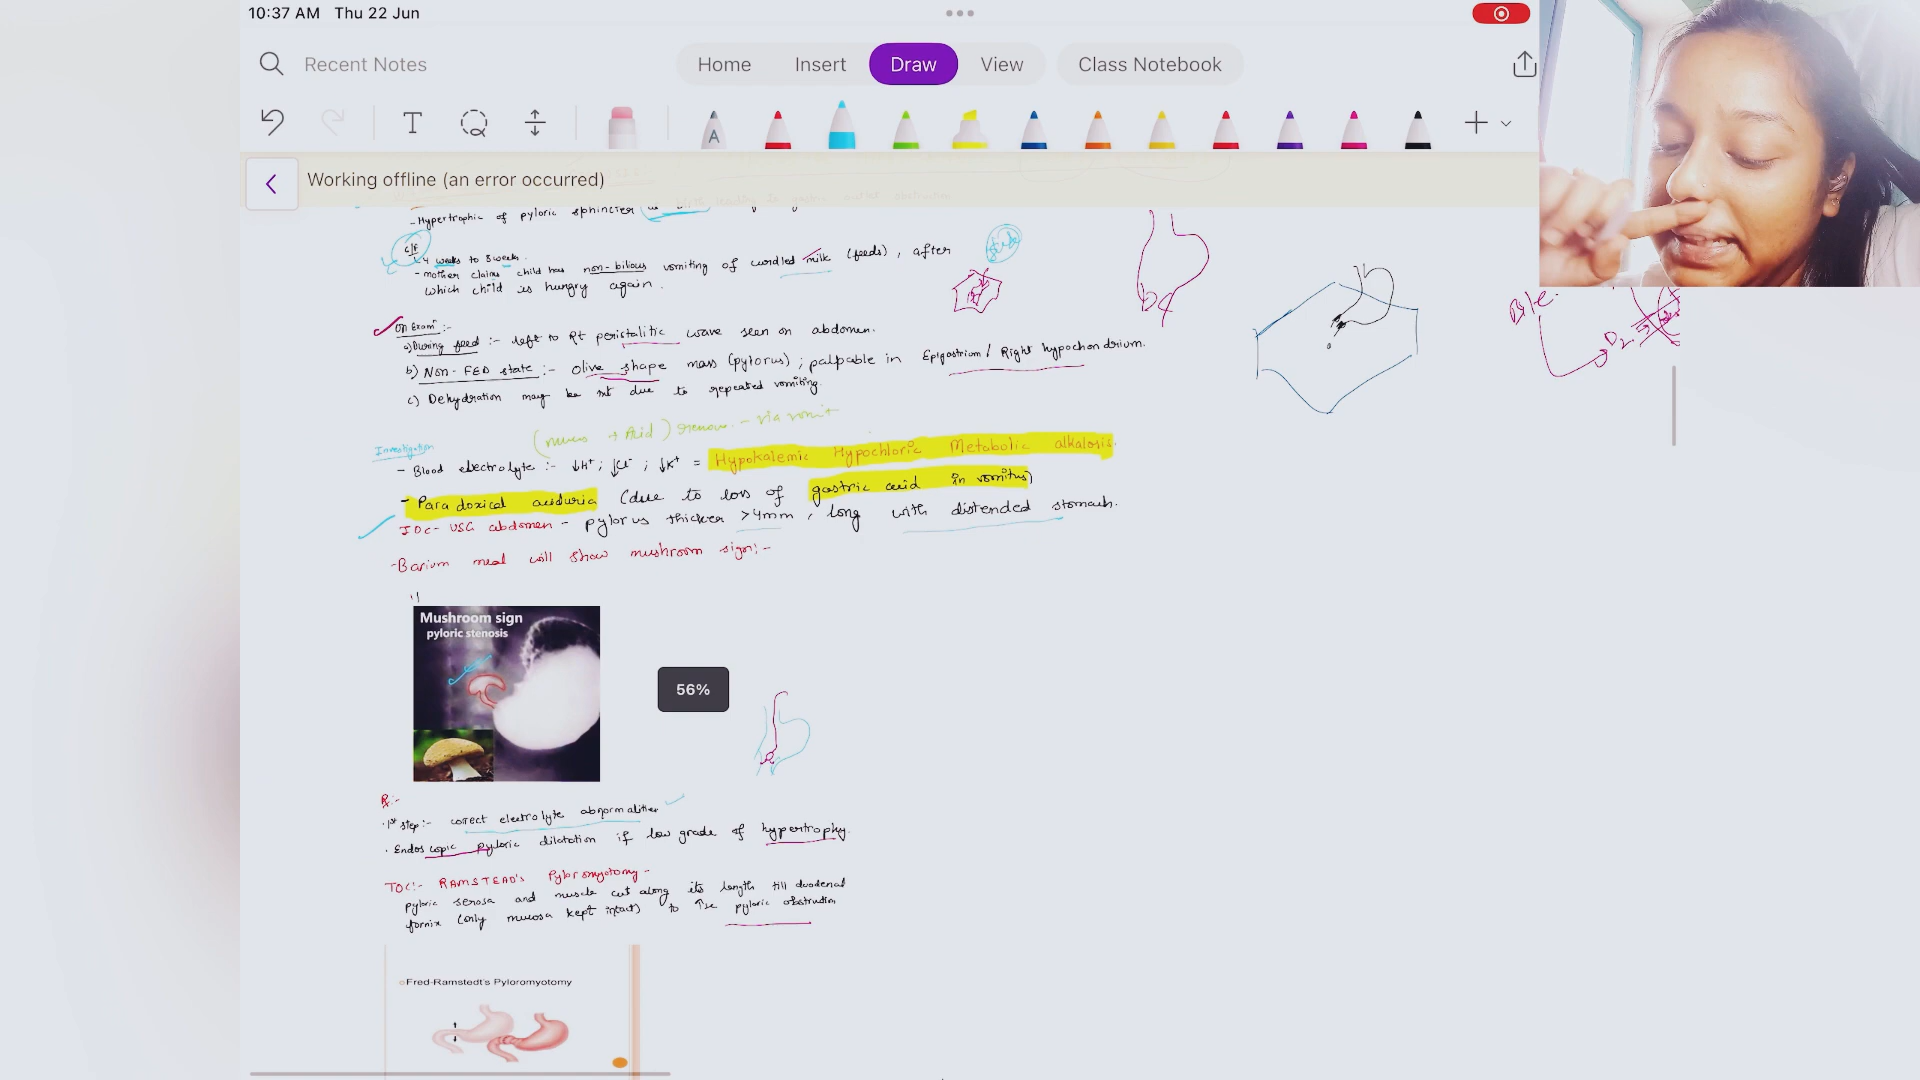 10:37 AM Thu 22 Jun
Recent Notes
Home Insert Draw View Class Notebook
T A
Working offline (an error occurred)
-Hypertrophic of pyloric sphincter
c/f
4 weeks to 8 weeks.
- mother claims child has non-bilious vomiting of curdled milk (feeds), after
which child is hungry again.
Bile
D2
On Exam" :-
a) During feed :- left to Rt peristaltic wave seen on abdomen.
b) Non-FED state :- olive shape mass (pylorus); palpable in Epigastrium / Right hypochondrium.
c) Dehydration may be due to repeated vomiting.
(mucus → Acid) remove - via vomit
Investigation
- Blood electrolyte :- ↓H+; ↓Cl-; ↓K+ = Hypokalemic Hypochloric Metabolic alkalosis.
- Paradoxical aciduria (due to loss of gastric acid in vomitus)
IOC- USG abdomen - pylorus thicker >4mm, long with distended stomach.
-Barium meal will show mushroom sign:-
Mushroom sign
pyloric stenosis
56%
Rx:-
·1st step:- correct electrolyte abnormalities
· Endoscopic pyloric dilatation if low grade of hypertrophy.
TOC:- RAMSTEAD's Pyloromyotomy -
pyloric serosa and muscle cut along its length till duodenal
fornix (only mucosa kept intact) to pyloric obstruction
Fred-Ramstedt's Pyloromyotomy